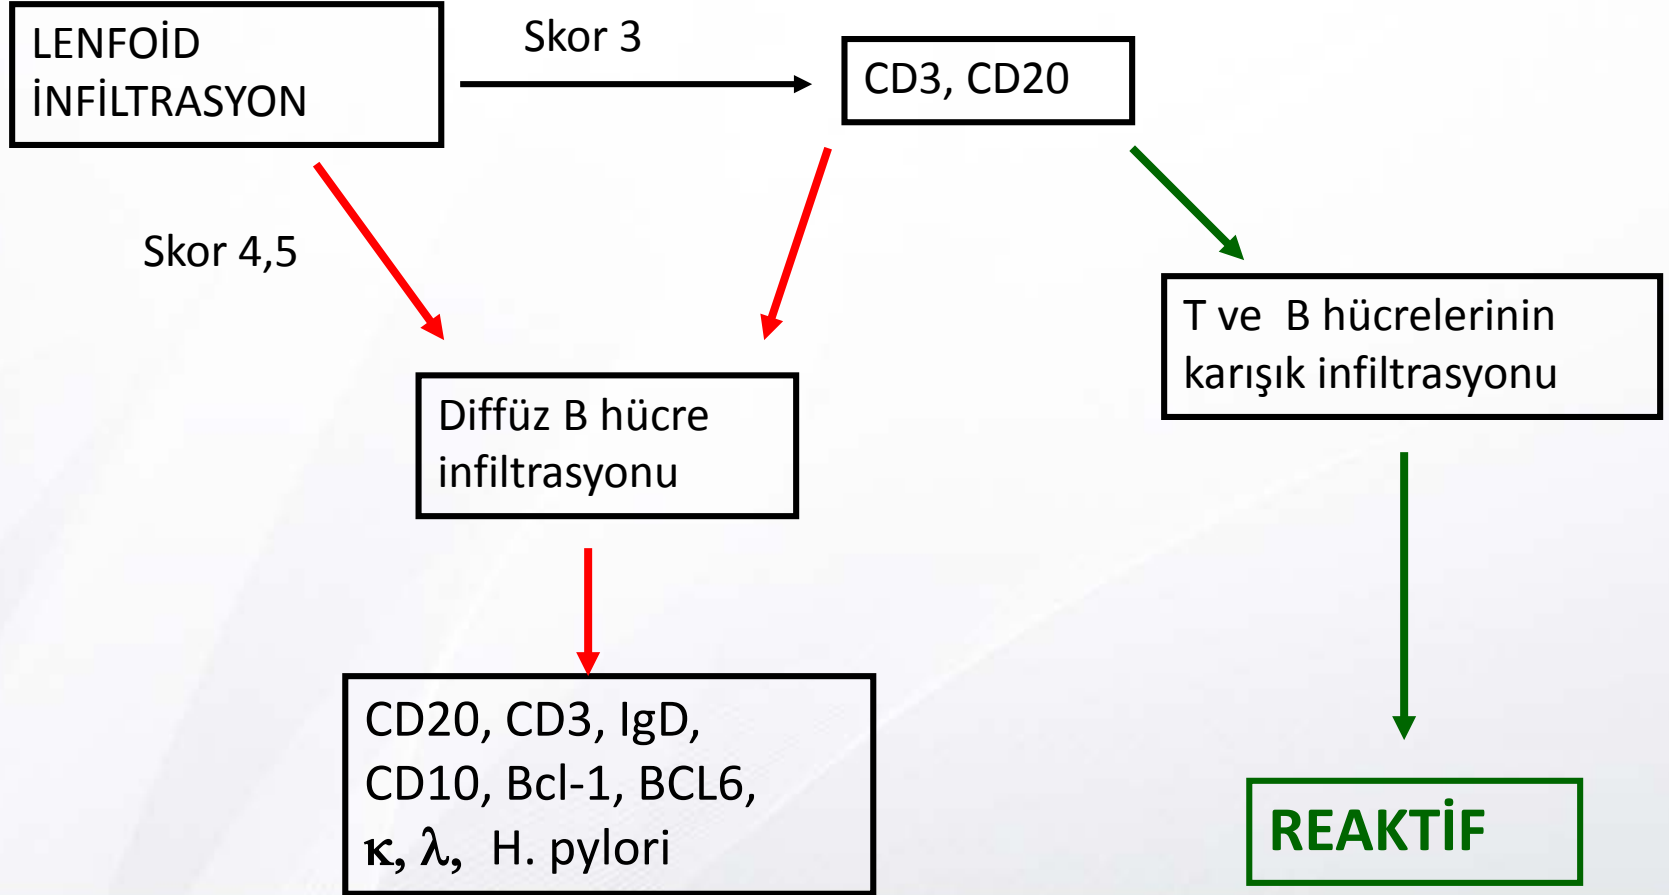 LENFOİD
İNFİLTRASYON
Skor 3
CD3, CD20
Skor 4,5
T ve  B hücrelerinin
karışık infiltrasyonu
Diffüz B hücre
infiltrasyonu
CD20, CD3, IgD,
CD10, Bcl-1, BCL6,
κ, λ,  H. pylori
REAKTİF